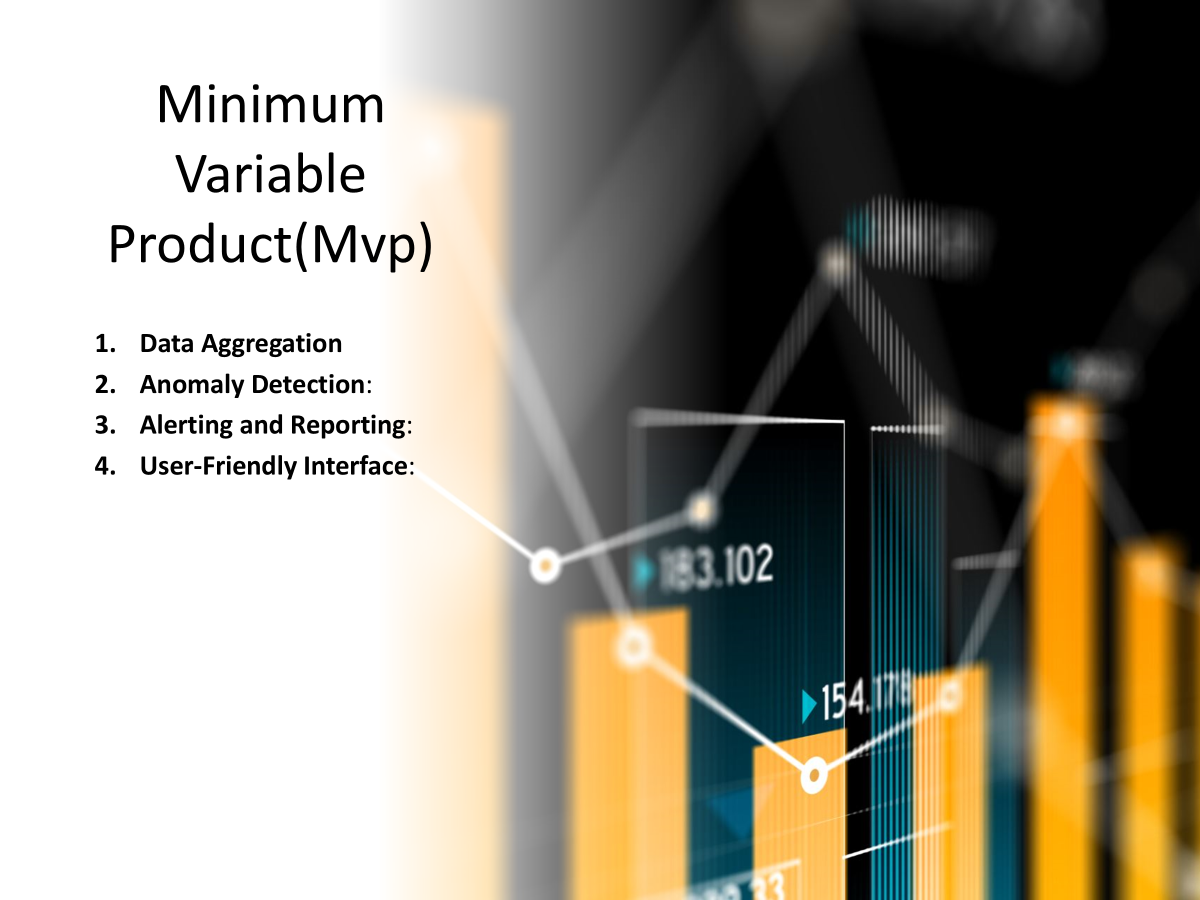 Minimum
Variable
Product(Mvp)
1. Data Aggregation
2. Anomaly Detection:
3. Alerting and Reporting:
4. User-Friendly Interface:
183.102
154.178